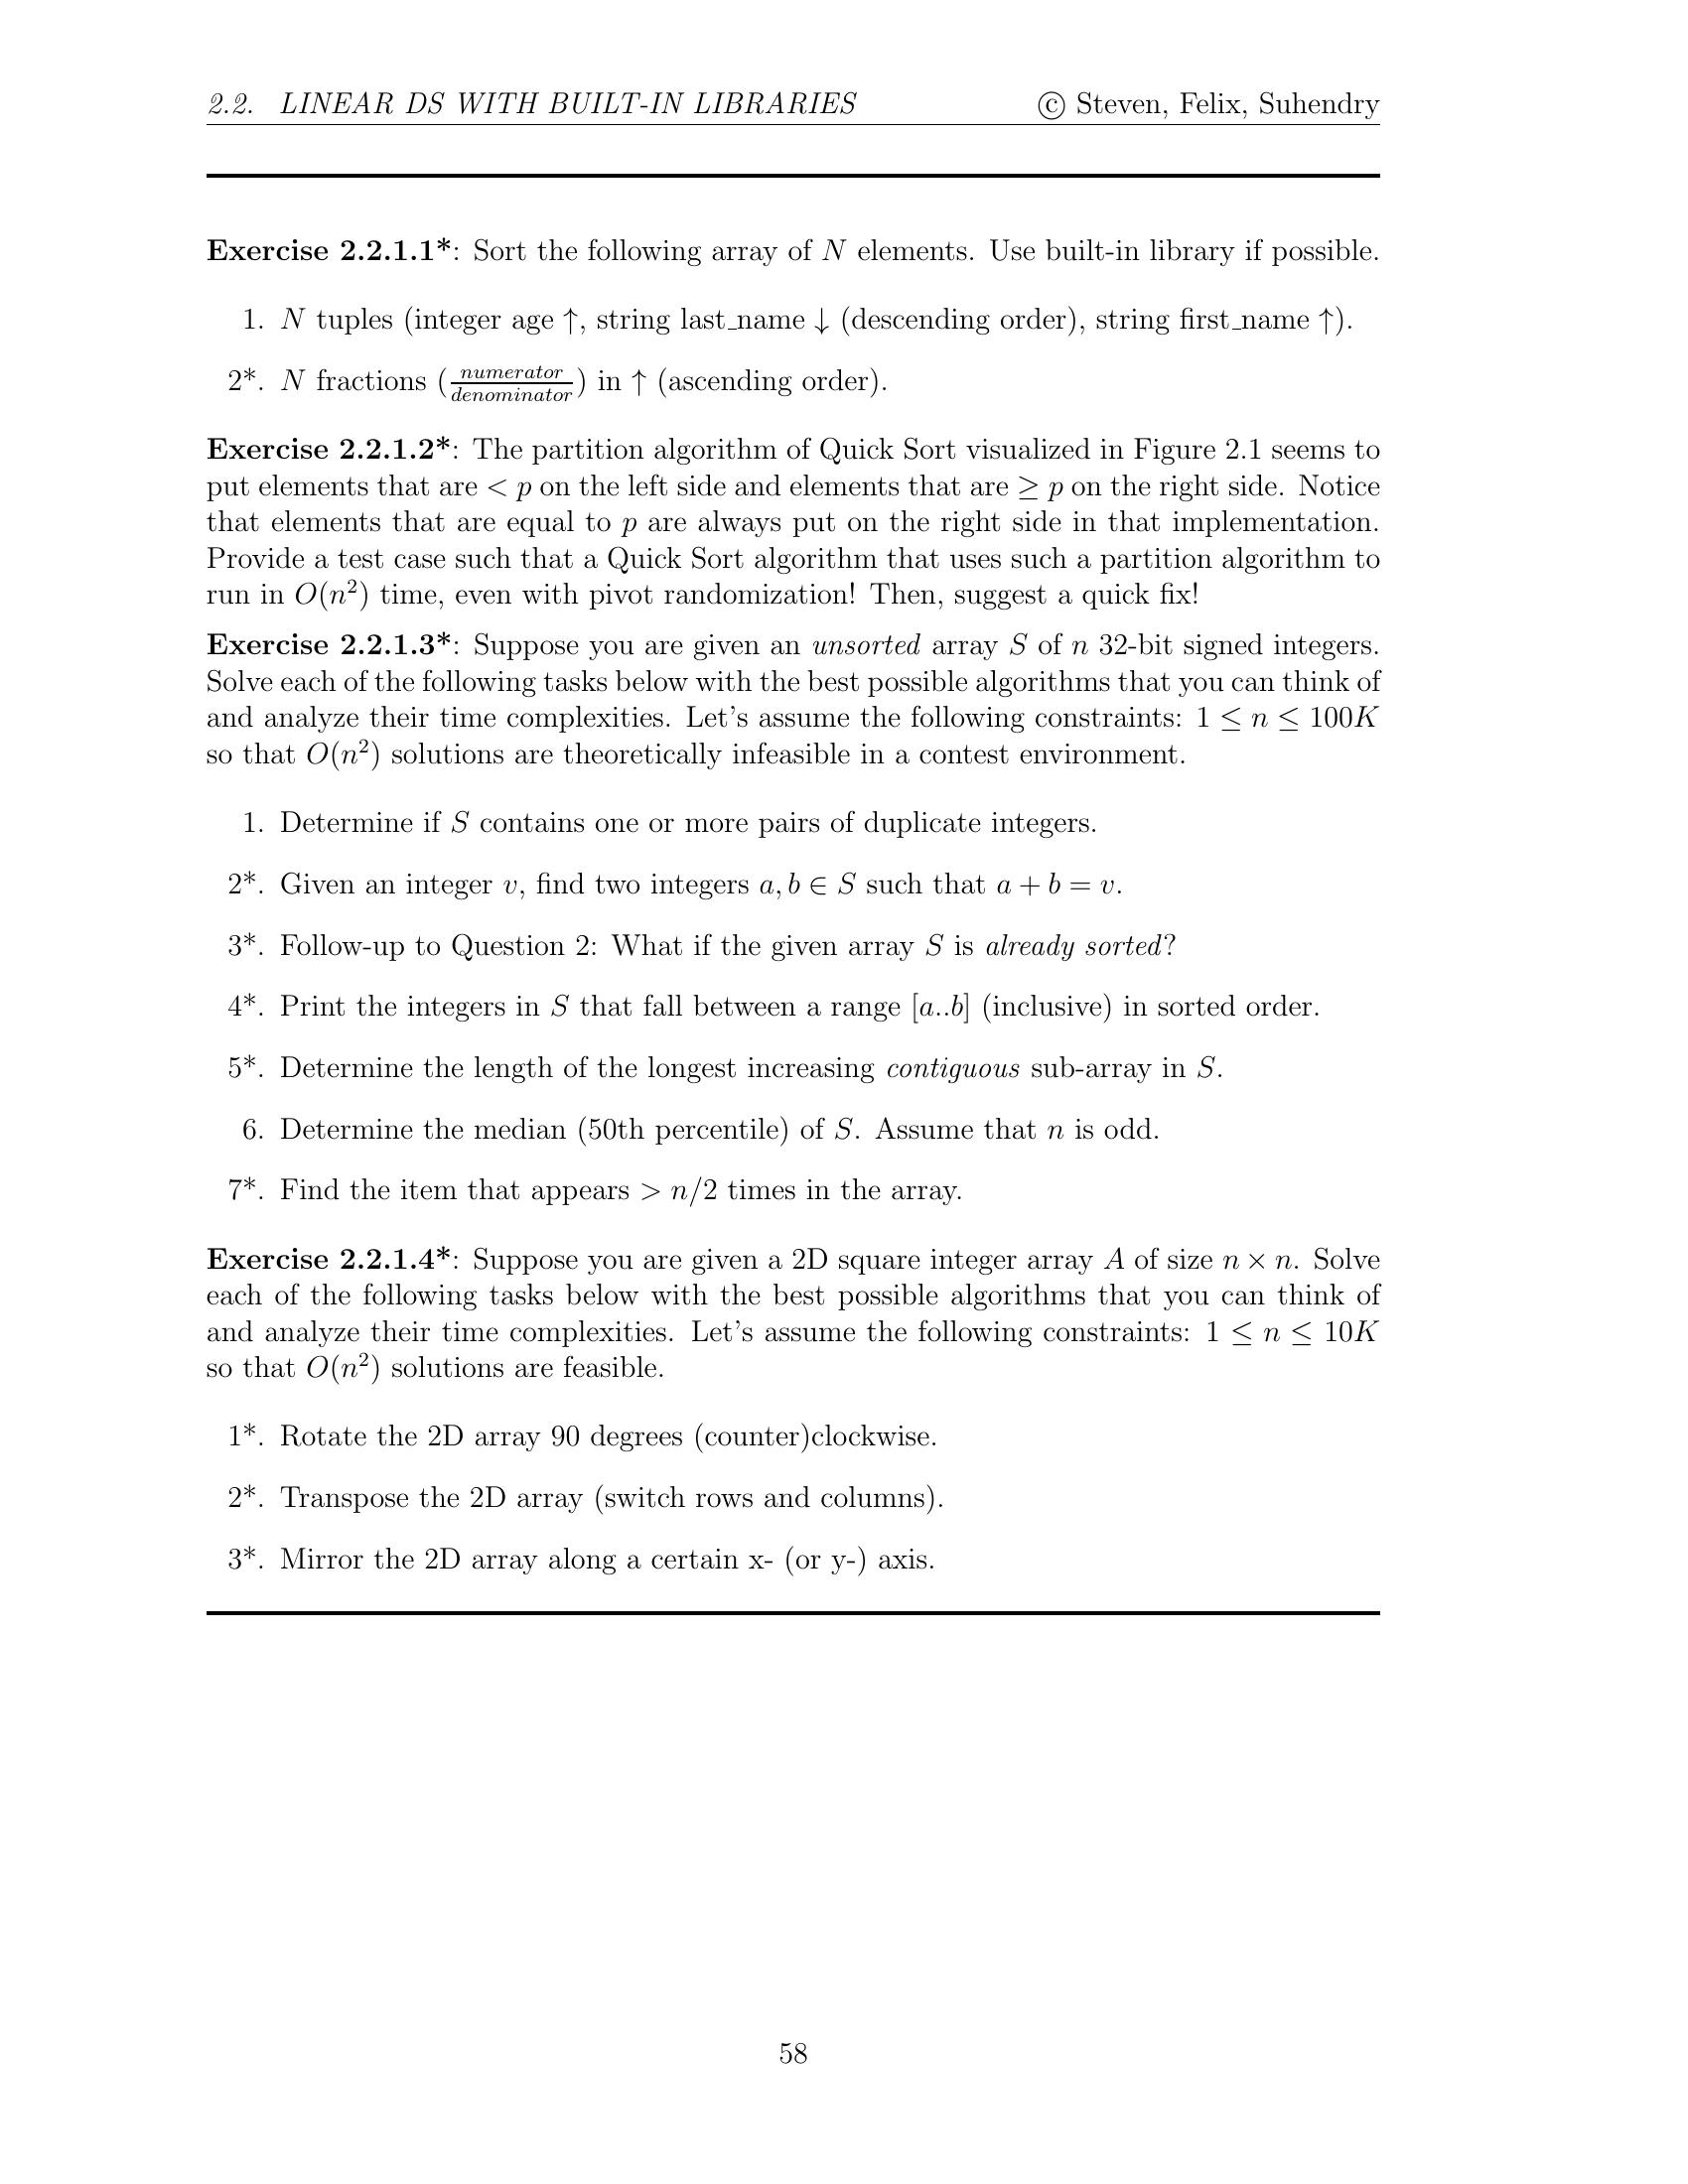 2.2. LINEAR DS WITH BUILT-IN LIBRARIES © Steven, Felix, Suhendry
Exercise 2.2.1.1*: Sort the following array of N elements. Use built-in library if possible.
1. N tuples (integer age ↑, string last_name ↓ (descending order), string first_name ↑).
2*. N fractions (numerator/denominator) in ↑ (ascending order).
Exercise 2.2.1.2*: The partition algorithm of Quick Sort visualized in Figure 2.1 seems to
put elements that are < p on the left side and elements that are ≥ p on the right side. Notice
that elements that are equal to p are always put on the right side in that implementation.
Provide a test case such that a Quick Sort algorithm that uses such a partition algorithm to
run in O(n²) time, even with pivot randomization! Then, suggest a quick fix!
Exercise 2.2.1.3*: Suppose you are given an unsorted array S of n 32-bit signed integers.
Solve each of the following tasks below with the best possible algorithms that you can think of
and analyze their time complexities. Let's assume the following constraints: 1 ≤ n ≤ 100K
so that O(n²) solutions are theoretically infeasible in a contest environment.
1. Determine if S contains one or more pairs of duplicate integers.
2*. Given an integer v, find two integers a, b ∈ S such that a + b = v.
3*. Follow-up to Question 2: What if the given array S is already sorted?
4*. Print the integers in S that fall between a range [a..b] (inclusive) in sorted order.
5*. Determine the length of the longest increasing contiguous sub-array in S.
6. Determine the median (50th percentile) of S. Assume that n is odd.
7*. Find the item that appears > n/2 times in the array.
Exercise 2.2.1.4*: Suppose you are given a 2D square integer array A of size n × n. Solve
each of the following tasks below with the best possible algorithms that you can think of
and analyze their time complexities. Let's assume the following constraints: 1 ≤ n ≤ 10K
so that O(n²) solutions are feasible.
1*. Rotate the 2D array 90 degrees (counter)clockwise.
2*. Transpose the 2D array (switch rows and columns).
3*. Mirror the 2D array along a certain x- (or y-) axis.
58